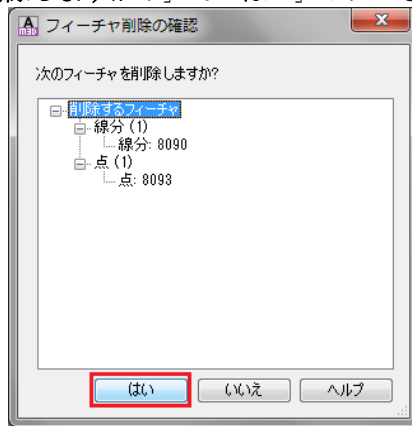 フィーチャ削除の確認
次のフィーチャを削除しますか?
削除するフィーチャ
線分 (1)
線分: 8090
点 (1)
点: 8093
はい
いいえ
ヘルプ